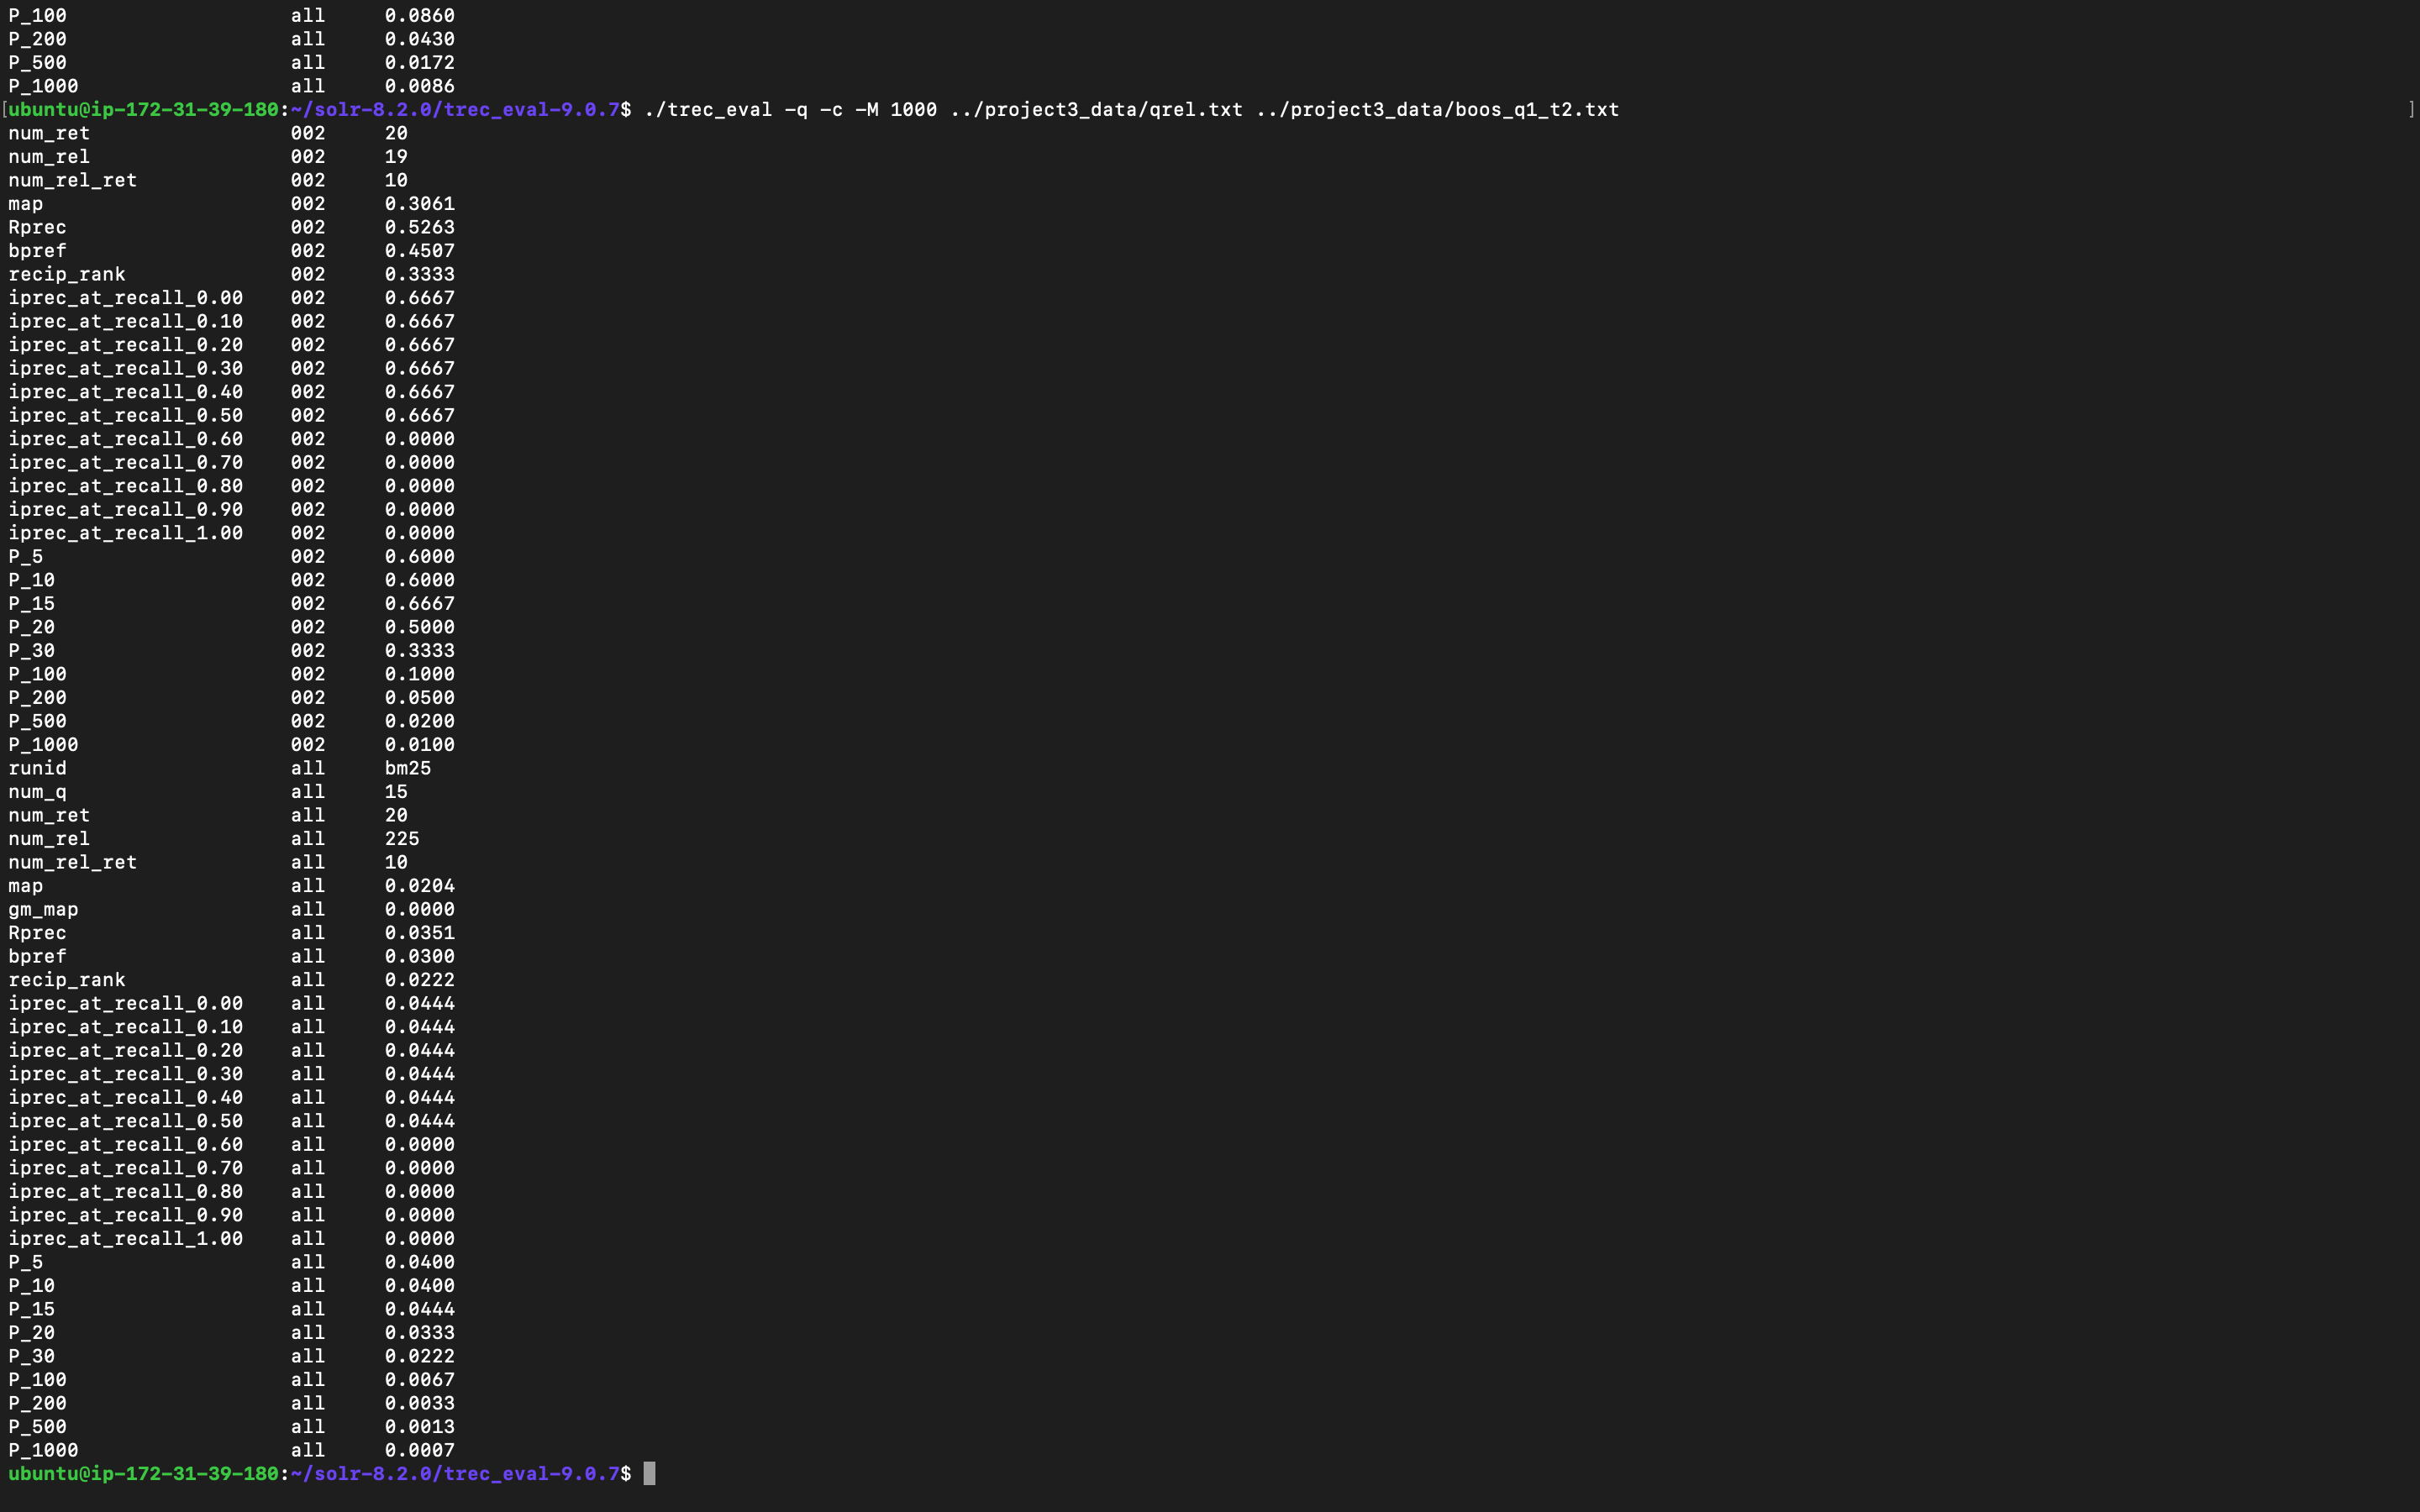 P_100 all 0.0860
P_200 all 0.0430
P_500 all 0.0172
P_1000 all 0.0086
[ubuntu@ip-172-31-39-180:~/solr-8.2.0/trec_eval-9.0.7$ ./trec_eval -q -c -M 1000 ../project3_data/qrel.txt ../project3_data/boos_q1_t2.txt ]
num_ret 002 20
num_rel 002 19
num_rel_ret 002 10
map 002 0.3061
Rprec 002 0.5263
bpref 002 0.4507
recip_rank 002 0.3333
iprec_at_recall_0.00 002 0.6667
iprec_at_recall_0.10 002 0.6667
iprec_at_recall_0.20 002 0.6667
iprec_at_recall_0.30 002 0.6667
iprec_at_recall_0.40 002 0.6667
iprec_at_recall_0.50 002 0.6667
iprec_at_recall_0.60 002 0.0000
iprec_at_recall_0.70 002 0.0000
iprec_at_recall_0.80 002 0.0000
iprec_at_recall_0.90 002 0.0000
iprec_at_recall_1.00 002 0.0000
P_5 002 0.6000
P_10 002 0.6000
P_15 002 0.6667
P_20 002 0.5000
P_30 002 0.3333
P_100 002 0.1000
P_200 002 0.0500
P_500 002 0.0200
P_1000 002 0.0100
runid all bm25
num_q all 15
num_ret all 20
num_rel all 225
num_rel_ret all 10
map all 0.0204
gm_map all 0.0000
Rprec all 0.0351
bpref all 0.0300
recip_rank all 0.0222
iprec_at_recall_0.00 all 0.0444
iprec_at_recall_0.10 all 0.0444
iprec_at_recall_0.20 all 0.0444
iprec_at_recall_0.30 all 0.0444
iprec_at_recall_0.40 all 0.0444
iprec_at_recall_0.50 all 0.0444
iprec_at_recall_0.60 all 0.0000
iprec_at_recall_0.70 all 0.0000
iprec_at_recall_0.80 all 0.0000
iprec_at_recall_0.90 all 0.0000
iprec_at_recall_1.00 all 0.0000
P_5 all 0.0400
P_10 all 0.0400
P_15 all 0.0444
P_20 all 0.0333
P_30 all 0.0222
P_100 all 0.0067
P_200 all 0.0033
P_500 all 0.0013
P_1000 all 0.0007
ubuntu@ip-172-31-39-180:~/solr-8.2.0/trec_eval-9.0.7$